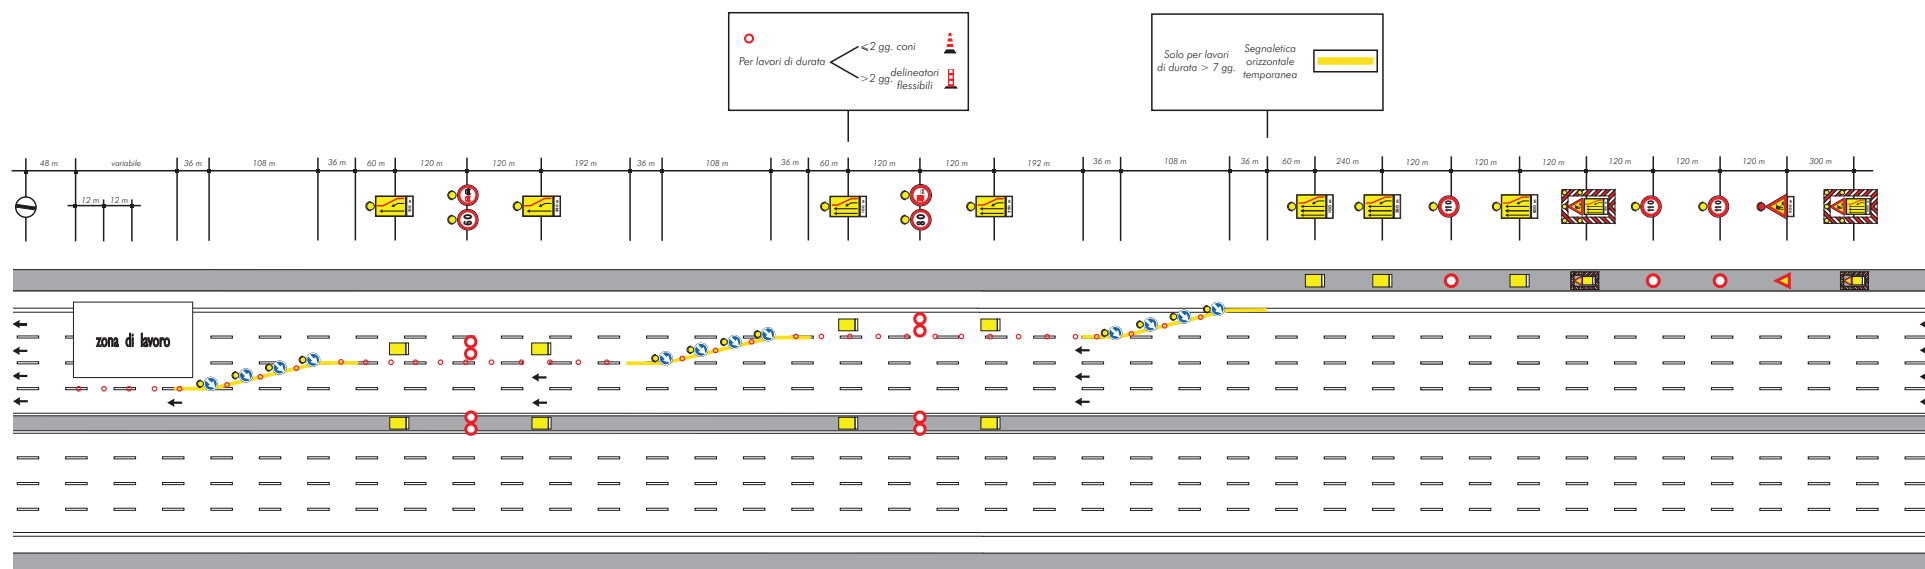 <2 gg. coni
Per lavori di durata
>2 gg.
delineatori
flessibili
Solo per lavori
di durata > 7 gg.
Segnaletica
orizzontale
temporanea
48 m
variabile
36 m
108 m
36 m
60 m
120 m
120 m
192 m
36 m
108 m
36 m
60 m
120 m
120 m
192 m
36 m
108 m
36 m
60 m
240 m
120 m
120 m
120 m
120 m
120 m
120 m
300 m
12 m
12 m
60
80
110
110
110
zona di lavoro